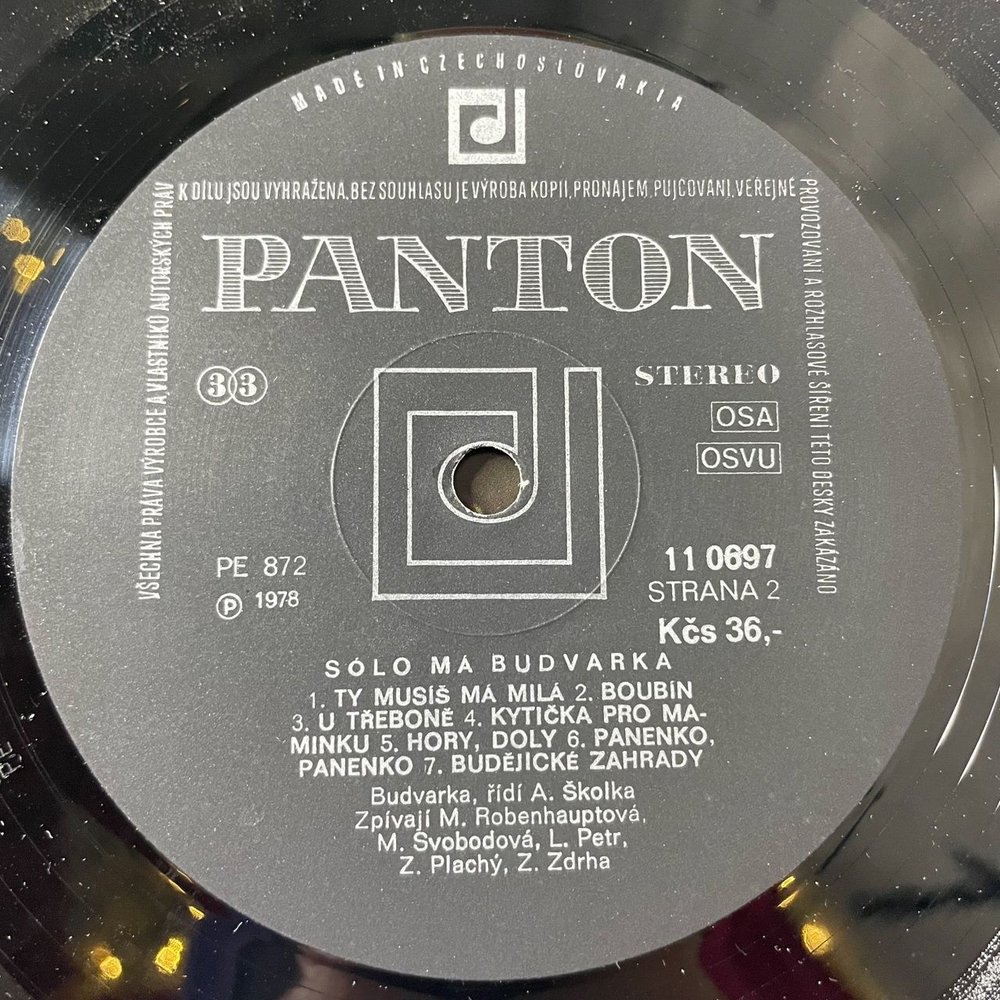 MADE IN CZECHOSLOVAKIA
VŠECHNA PRÁVA VÝROBCE A VLASTNÍKŮ AUTORSKÝCH PRÁV
K DÍLU JSOU VYHRAŽENA. BEZ SOUHLASU JE VÝROBA KOPIÍ, PRONÁJEM, PŮJČOVÁNÍ, VEŘEJNÉ
PROVOZOVÁNÍ A ROZHLASOVÉ ŠÍŘENÍ TÉTO DESKY ZAKÁZÁNO
PANTON
33
STEREO
OSA
OSVU
PE 872
Ⓟ 1978
11 0697
STRANA 2
Kčs 36,-
SÓLO MÁ BUDVARKA
1. TY MUSÍŠ MÁ MILÁ 2. BOUBÍN
3. U TŘEBONĚ 4. KYTIČKA PRO MA-
MINKU 5. HORY, DOLY 6. PANENKO,
PANENKO 7. BUDĚJICKÉ ZAHRADY
Budvarka, řídí A. Školka
Zpívají M. Robenhauptová,
M. Svobodová, L. Petr,
Z. Plachý, Z. Zdrha